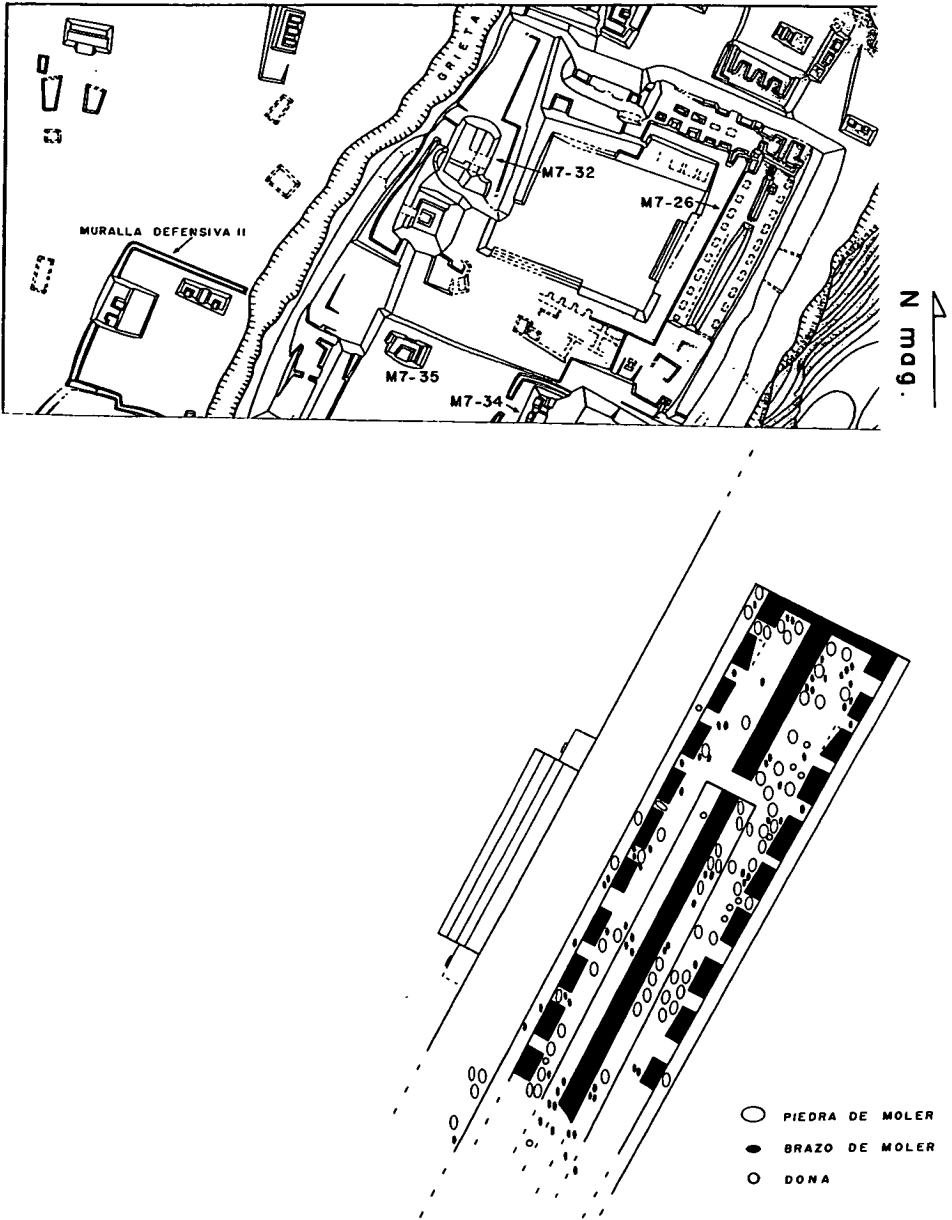 GRIETA
M7-32
M7-26
MURALLA DEFENSIVA II
N mag.
M7-35
M7-34
PIEDRA DE MOLER
BRAZO DE MOLER
DONA